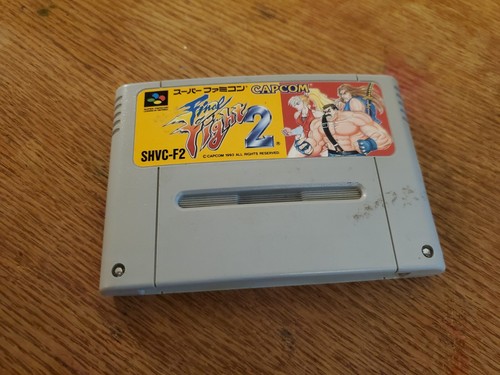 スーパーファミコン CAPCOM
Final
Fight 2
SHVC-F2
© CAPCOM 1993 ALL RIGHTS RESERVED.